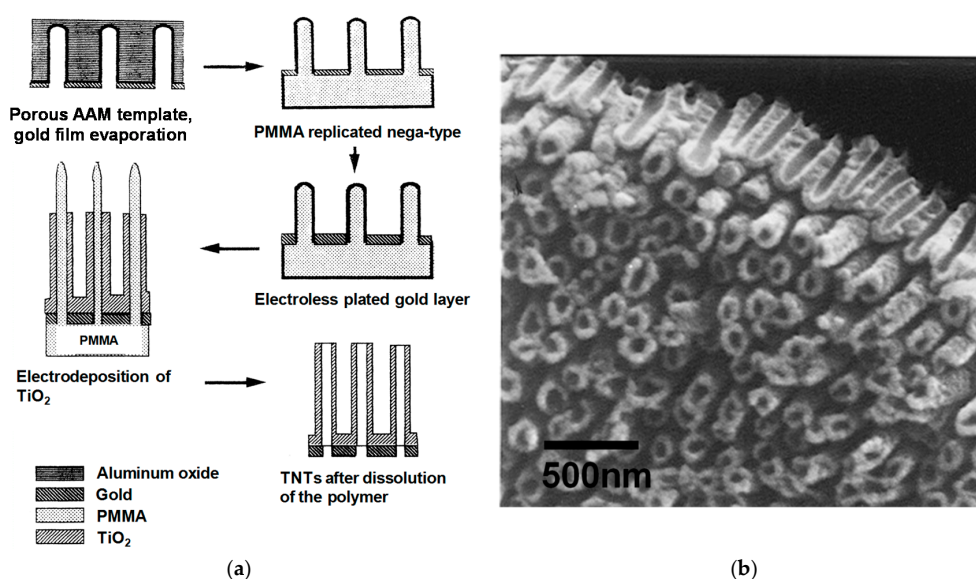 Porous AAM template,
gold film evaporation
PMMA replicated nega-type
Electroless plated gold layer
PMMA
Electrodeposition of
TiO2
TNTs after dissolution
of the polymer
Aluminum oxide
Gold
PMMA
TiO2
500nm
(a)
(b)